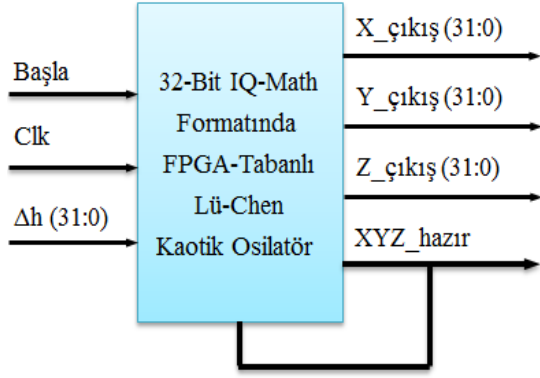 Başla
Clk
Δh (31:0)
32-Bit IQ-Math
Formatında
FPGA-Tabanlı
Lü-Chen
Kaotik Osilatör
X_çıkış (31:0)
Y_çıkış (31:0)
Z_çıkış (31:0)
XYZ_hazır